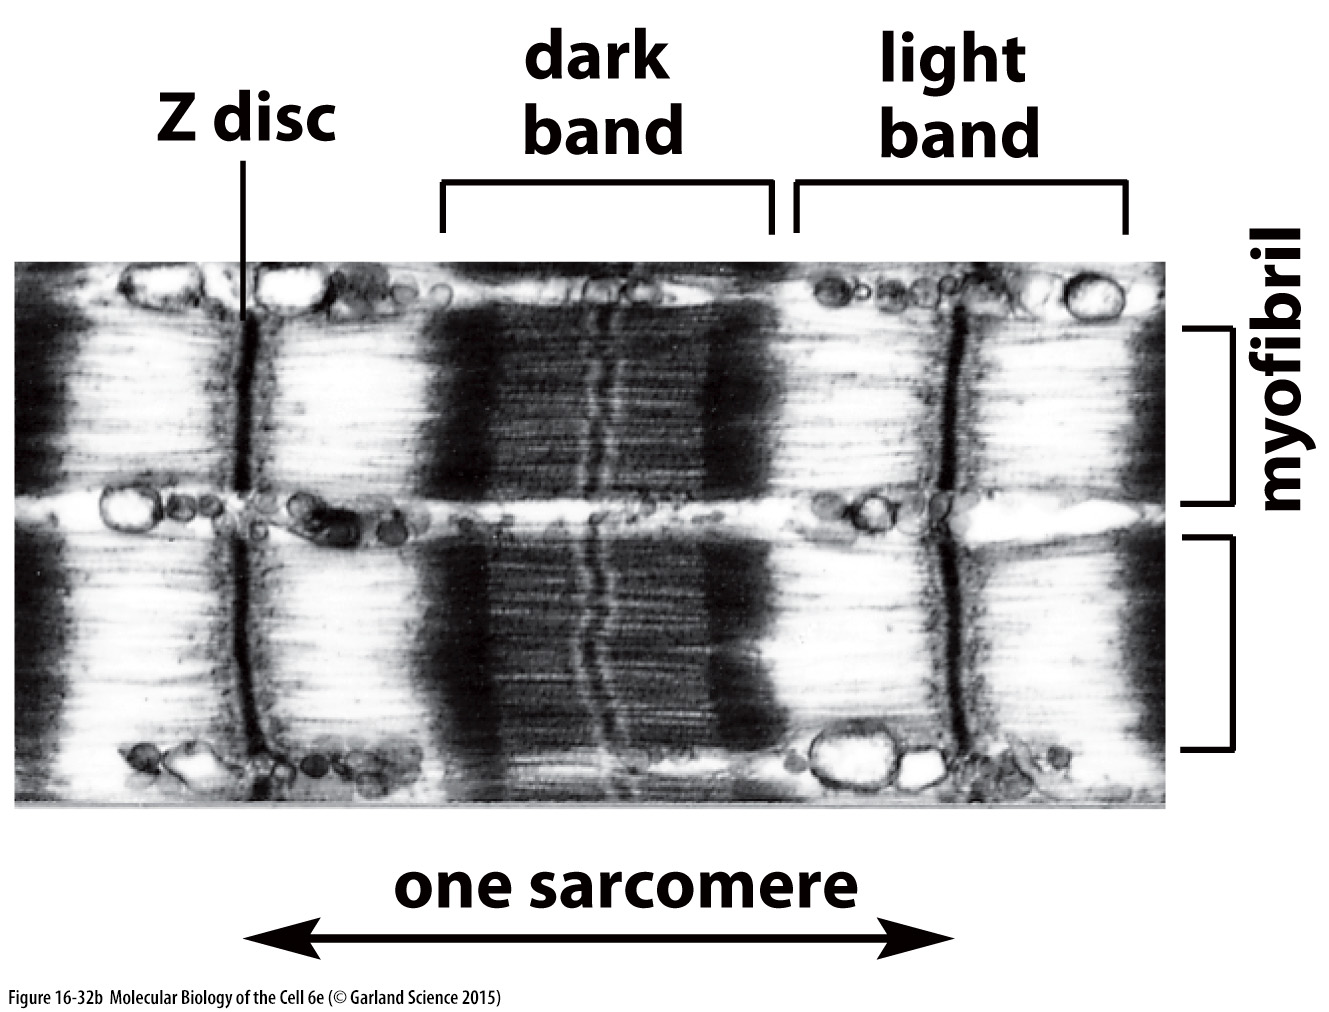 dark
band
light
band
Z disc
myofibril
one sarcomere
Figure 16-32b Molecular Biology of the Cell 6e (© Garland Science 2015)